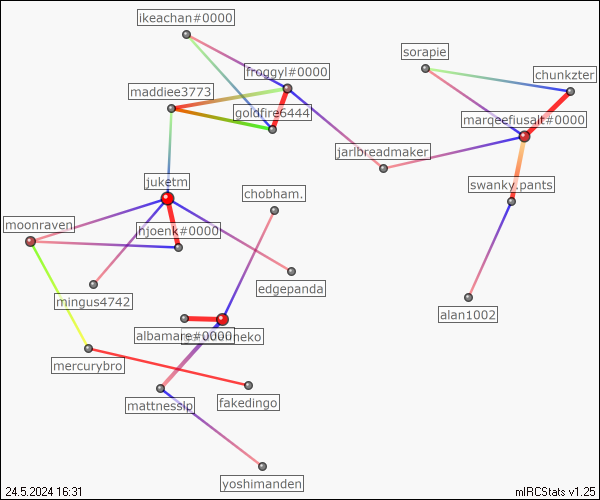 ikeachan#0000
sorapie
froggyl#0000
chunkzter
maddiee3773
goldfire6444
marqeefiusalt#0000
jarlbreadmaker
juketm
swanky.pants
chobham.
moonraven
hjoenk#0000
edgepanda
mingus4742
alan1002
albamare#0000
mercurybro
fakedingo
mattnesslp
yoshimanden
24.5.2024 16:31
mIRCStats v1.25